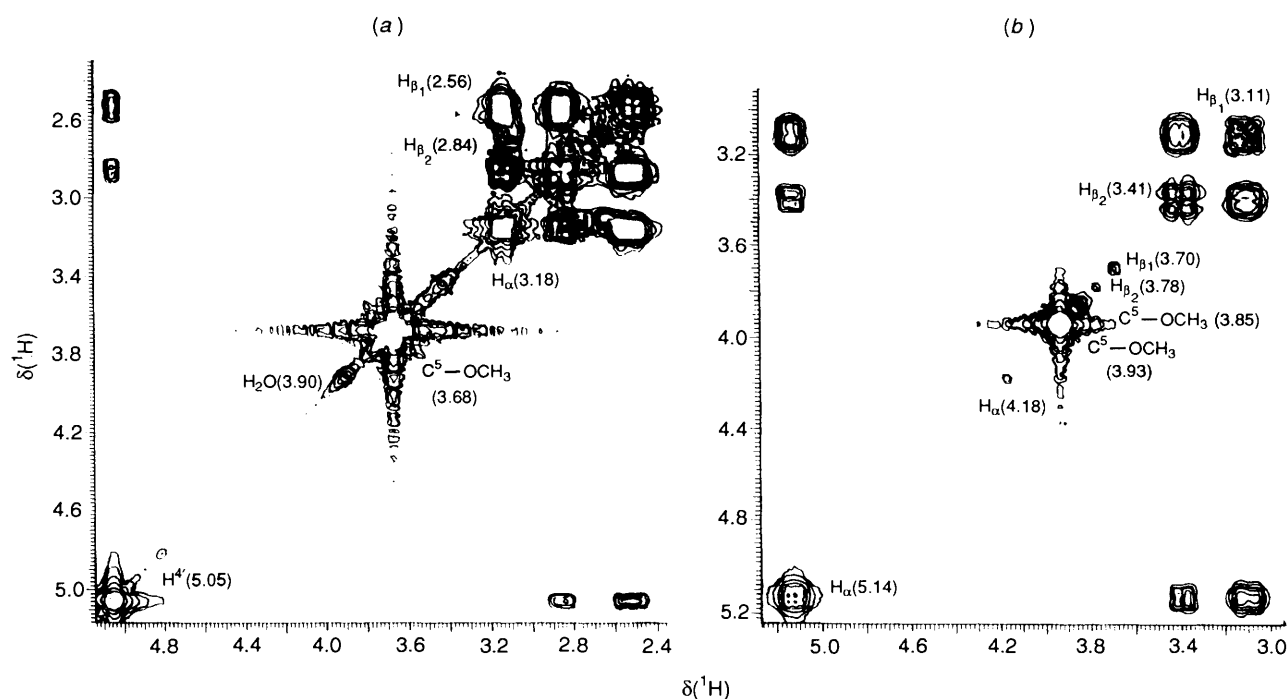 (a)
(b)
Hβ1(2.56)
Hβ2(2.84)
Hα(3.18)
H2O(3.90)
C5—OCH3
(3.68)
H4′(5.05)
2.6
3.0
3.4
3.8
4.2
4.6
5.0
4.8
4.4
4.0
3.6
3.2
2.8
2.4
Hβ1(3.11)
Hβ2(3.41)
Hβ1(3.70)
Hβ2(3.78)
C5—OCH3 (3.85)
C5—OCH3
(3.93)
Hα(4.18)
Hα(5.14)
3.2
3.6
4.0
4.4
4.8
5.2
5.0
4.6
4.2
3.8
3.4
3.0
δ(1H)
δ(1H)